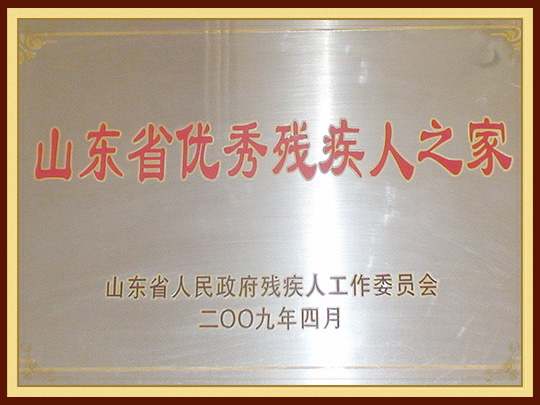 山东省优秀残疾人之家
山东省人民政府残疾人工作委员会
二〇〇九年四月